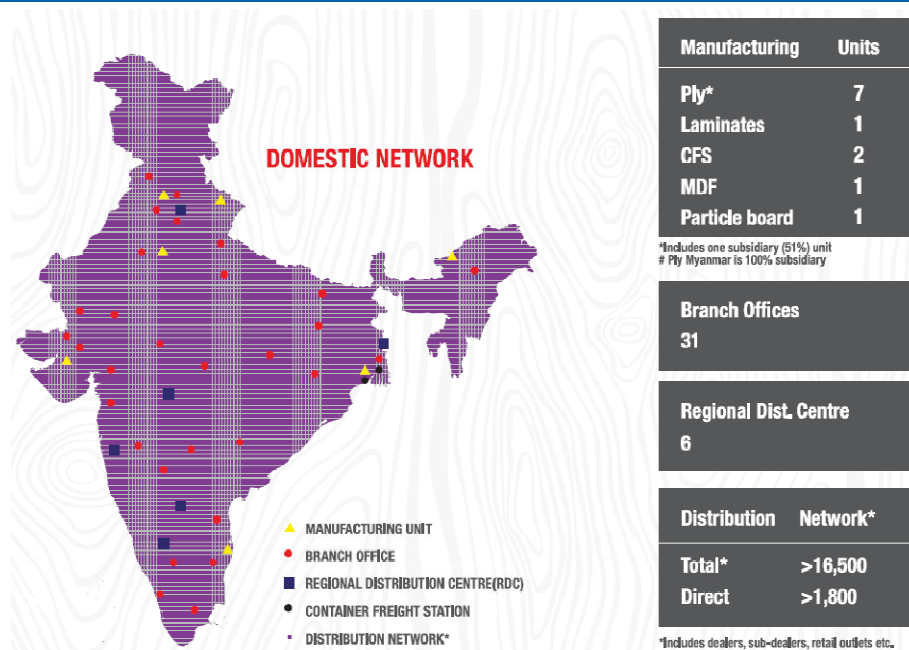 DOMESTIC NETWORK
MANUFACTURING UNIT
BRANCH OFFICE
REGIONAL DISTRIBUTION CENTRE(RDC)
CONTAINER FREIGHT STATION
DISTRIBUTION NETWORK*
Manufacturing Units
Ply* 7
Laminates 1
CFS 2
MDF 1
Particle board 1
*Includes one subsidiary (51%) unit
# Ply Myanmar is 100% subsidiary
Branch Offices
31
Regional Dist. Centre
6
Distribution Network*
Total* >16,500
Direct >1,800
*Includes dealers, sub-dealers, retail outlets etc..